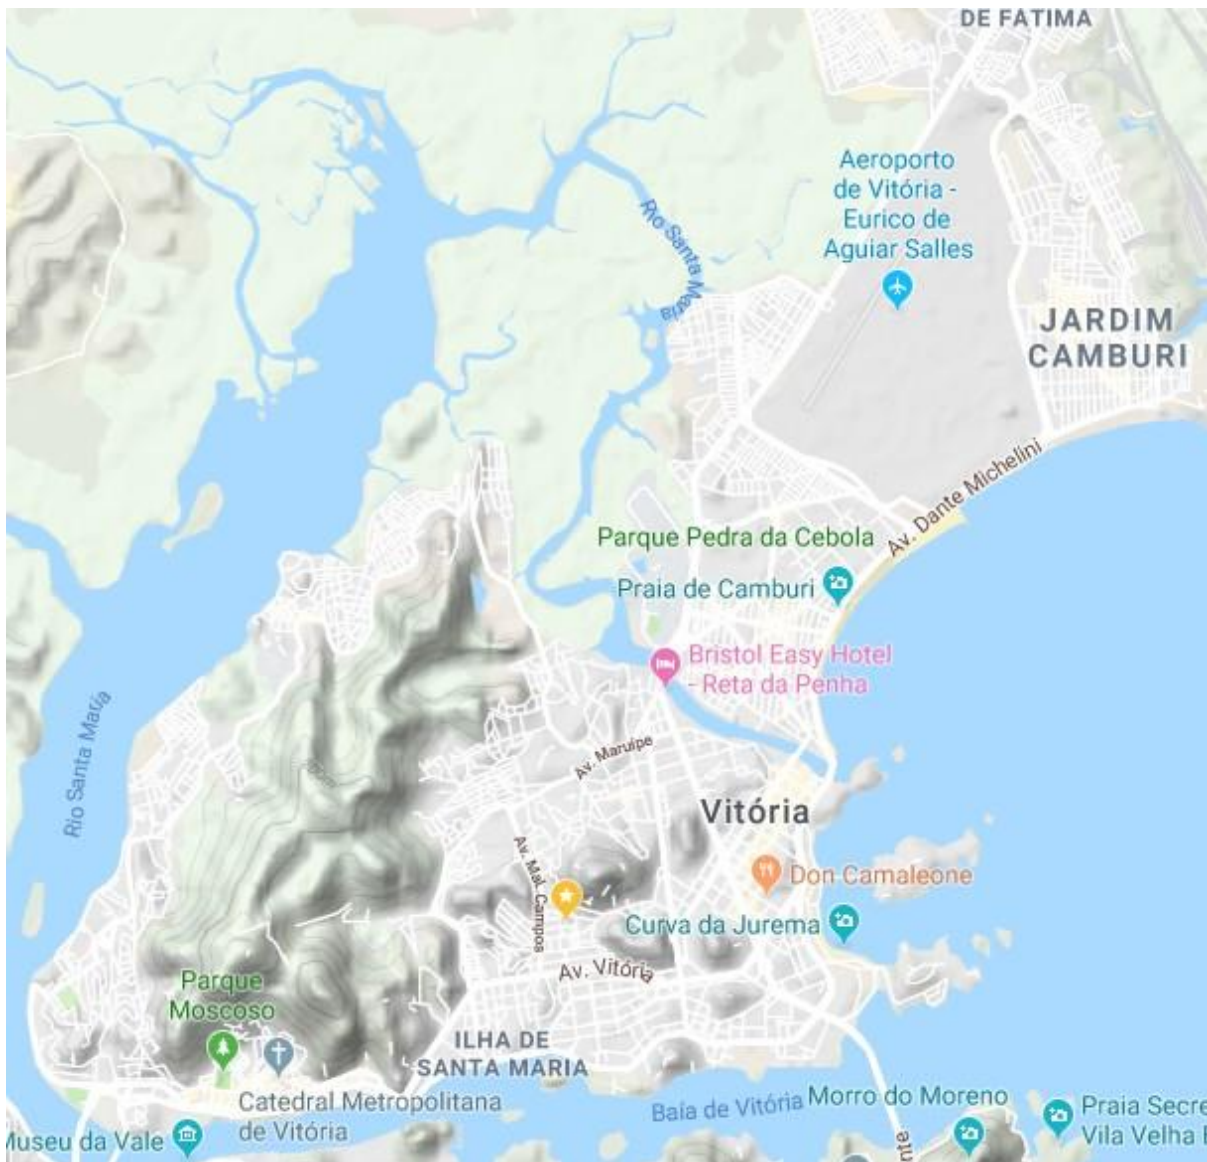 DE FATIMA
Aeroporto
de Vitória -
Eurico de
Aguiar Salles
Rio Santa Maria
JARDIM
CAMBURI
Av. Dante Michelini
Parque Pedra da Cebola
Praia de Camburi
Bristol Easy Hotel
- Reta da Penha
Rio Santa Maria
Av. Maruípe
Vitória
Av. Mal. Campos
Don Camaleone
Curva da Jurema
Av. Vitória
Parque
Moscoso
ILHA DE
SANTA MARIA
Catedral Metropolitana
de Vitória
Baía de Vitória
Morro do Moreno
Praia Secre
Vila Velha
Museu da Vale